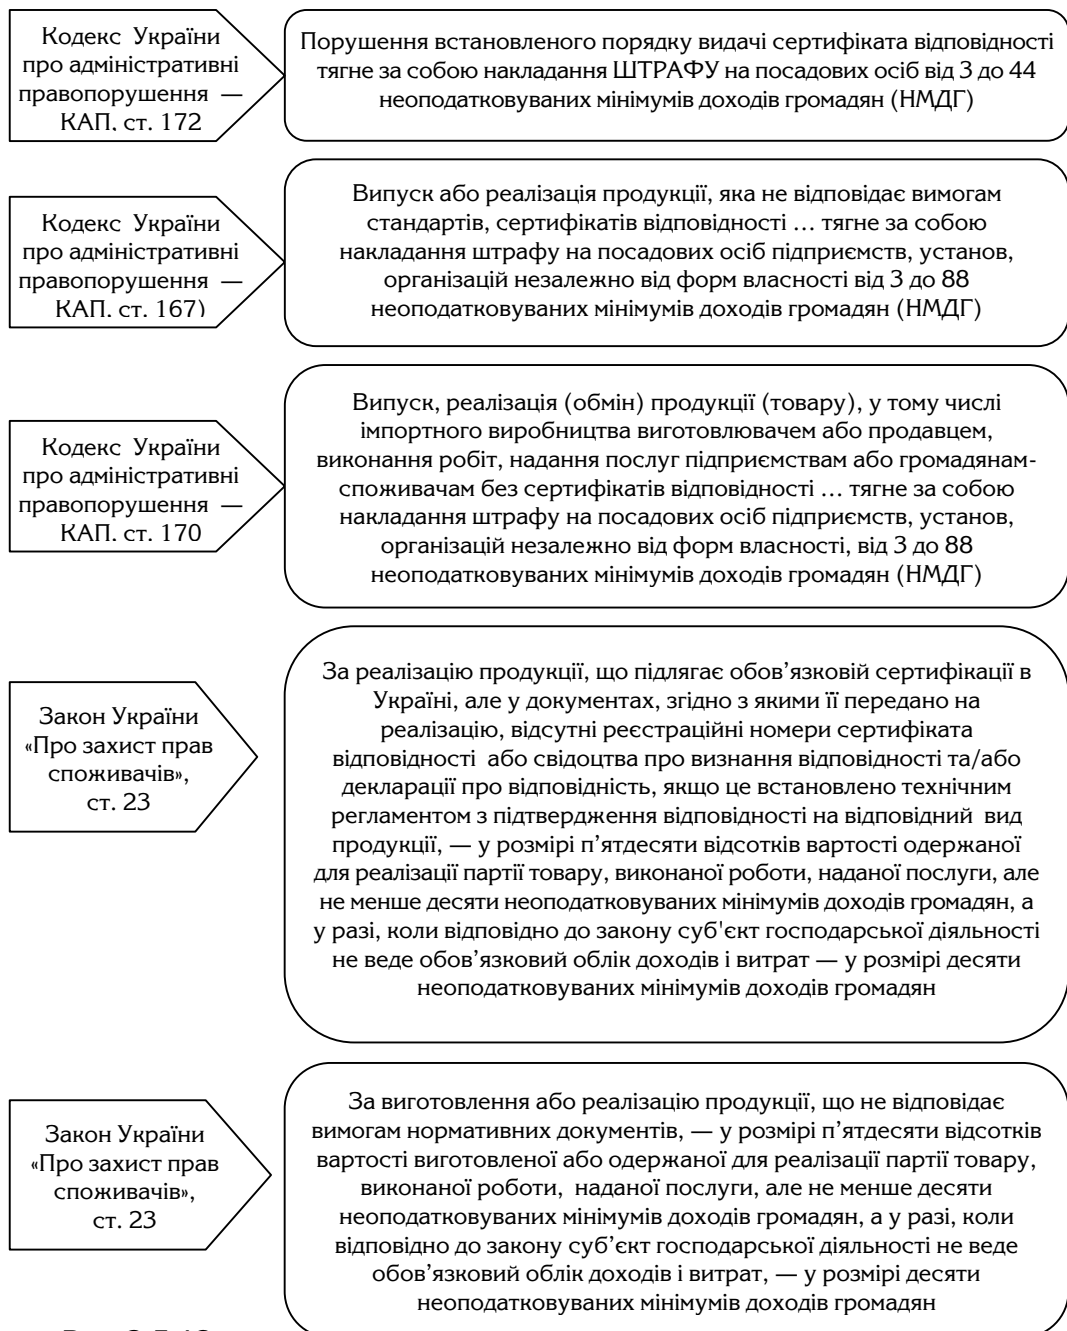 Кодекс України
про адміністративні
правопорушення —
КАП, ст. 172
Порушення встановленого порядку видачі сертифіката відповідності
тягне за собою накладання ШТРАФУ на посадових осіб від 3 до 44
неоподатковуваних мінімумів доходів громадян (НМДГ)
Кодекс України
про адміністративні
правопорушення —
КАП, ст. 167)
Випуск або реалізація продукції, яка не відповідає вимогам
стандартів, сертифікатів відповідності … тягне за собою
накладання штрафу на посадових осіб підприємств, установ,
організацій незалежно від форм власності від 3 до 88
неоподатковуваних мінімумів доходів громадян (НМДГ)
Кодекс України
про адміністративні
правопорушення —
КАП, ст. 170
Випуск, реалізація (обмін) продукції (товару), у тому числі
імпортного виробництва виготовлювачем або продавцем,
виконання робіт, надання послуг підприємствам або громадянам-
споживачам без сертифікатів відповідності … тягне за собою
накладання штрафу на посадових осіб підприємств, установ,
організацій незалежно від форм власності, від 3 до 88
неоподатковуваних мінімумів доходів громадян (НМДГ)
Закон України
«Про захист прав
споживачів»,
ст. 23
За реалізацію продукції, що підлягає обов’язковій сертифікації в
Україні, але у документах, згідно з якими її передано на
реалізацію, відсутні реєстраційні номери сертифіката
відповідності або свідоцтва про визнання відповідності та/або
декларації про відповідність, якщо це встановлено технічним
регламентом з підтвердження відповідності на відповідний вид
продукції, — у розмірі п’ятдесяти відсотків вартості одержаної
для реалізації партії товару, виконаної роботи, наданої послуги, але
не менше десяти неоподатковуваних мінімумів доходів громадян, а
у разі, коли відповідно до закону суб'єкт господарської діяльності
не веде обов’язковий облік доходів і витрат — у розмірі десяти
неоподатковуваних мінімумів доходів громадян
Закон України
«Про захист прав
споживачів»,
ст. 23
За виготовлення або реалізацію продукції, що не відповідає
вимогам нормативних документів, — у розмірі п’ятдесяти відсотків
вартості виготовленої або одержаної для реалізації партії товару,
виконаної роботи, наданої послуги, але не менше десяти
неоподатковуваних мінімумів доходів громадян, а у разі, коли
відповідно до закону суб’єкт господарської діяльності не веде
обов’язковий облік доходів і витрат, — у розмірі десяти
неоподатковуваних мінімумів доходів громадян